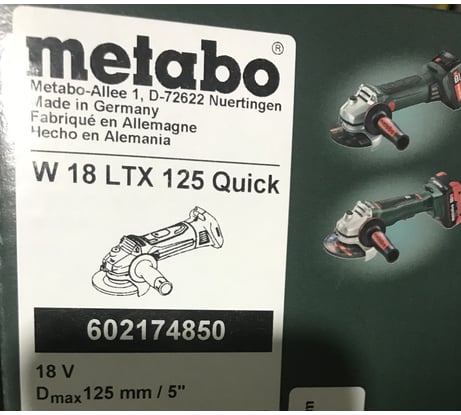 metabo®
Metabo-Allee 1, D-72622 Nuertingen
Made in Germany
Fabriqué en Allemagne
Hecho en Alemania
W 18 LTX 125 Quick
602174850
18 V
Dmax 125 mm / 5"